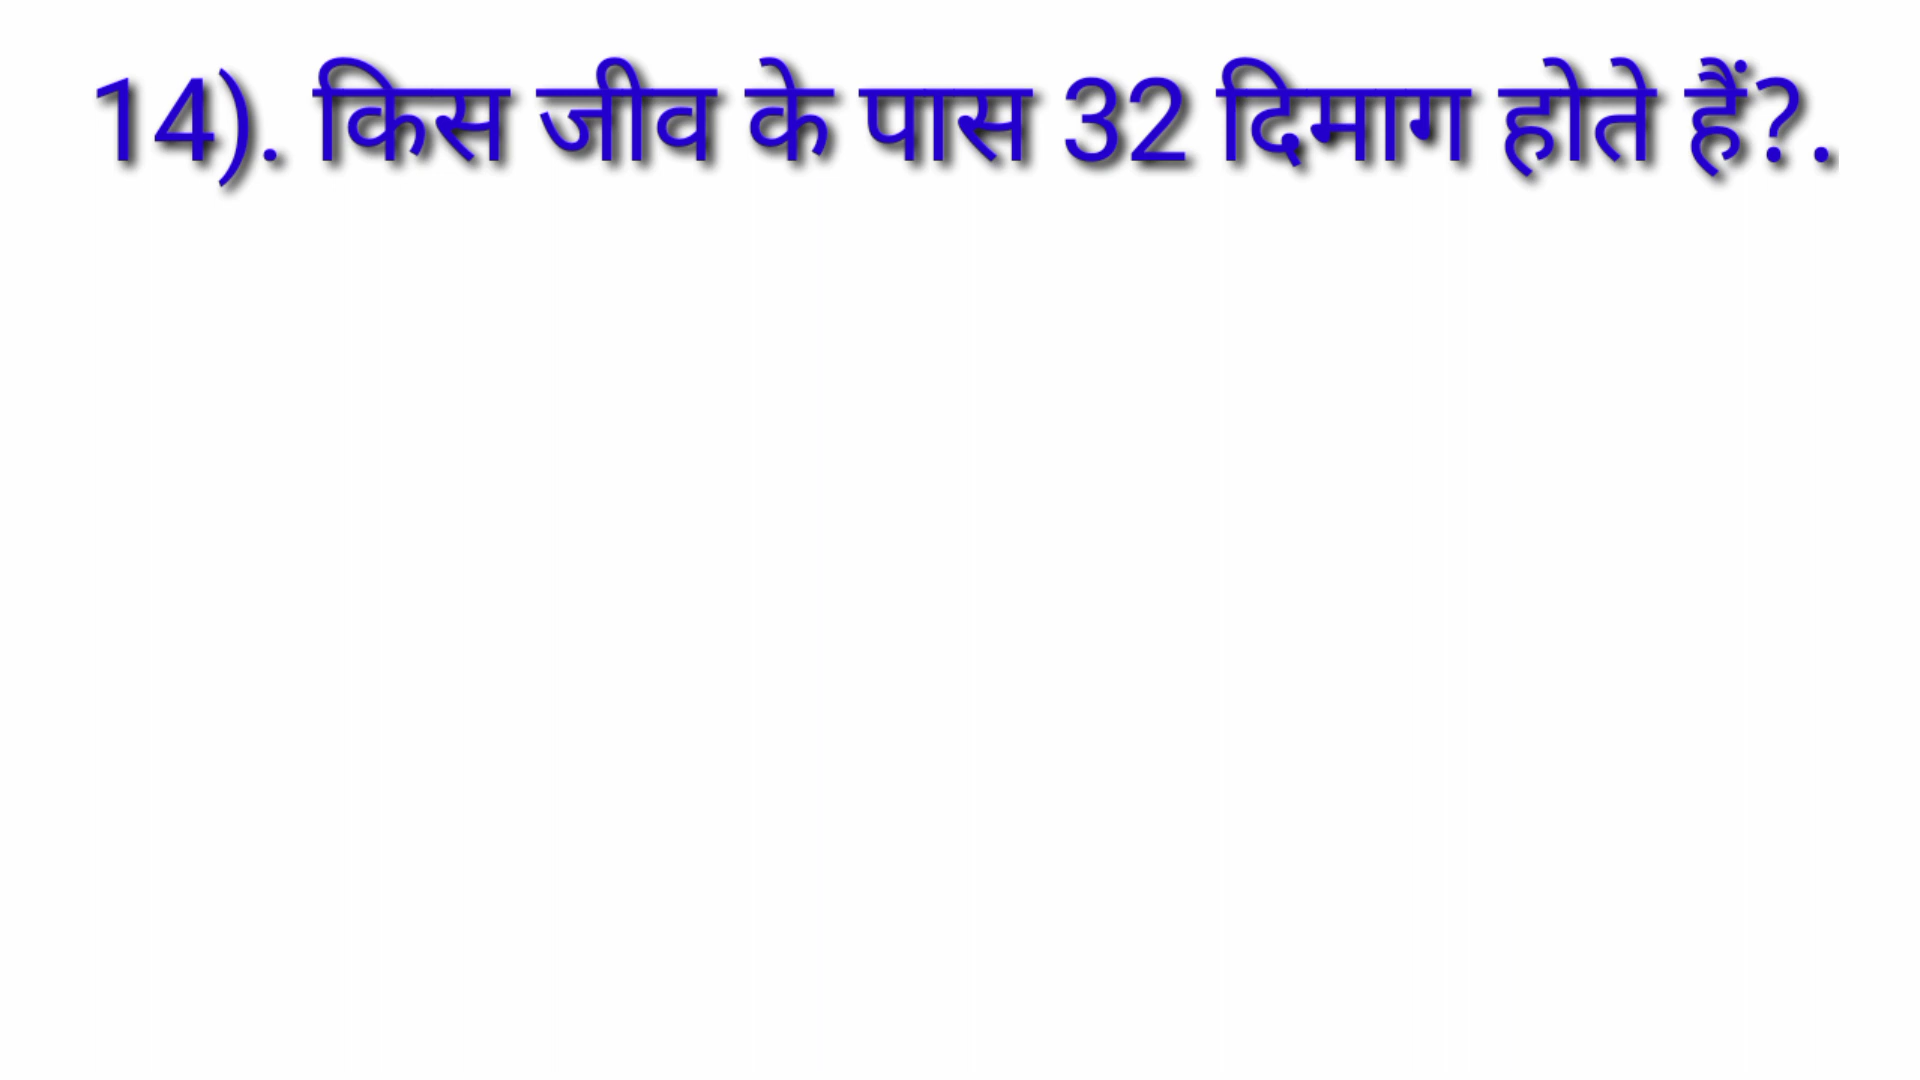 14). किस जीव के पास 32 दिमाग होते हैं?.